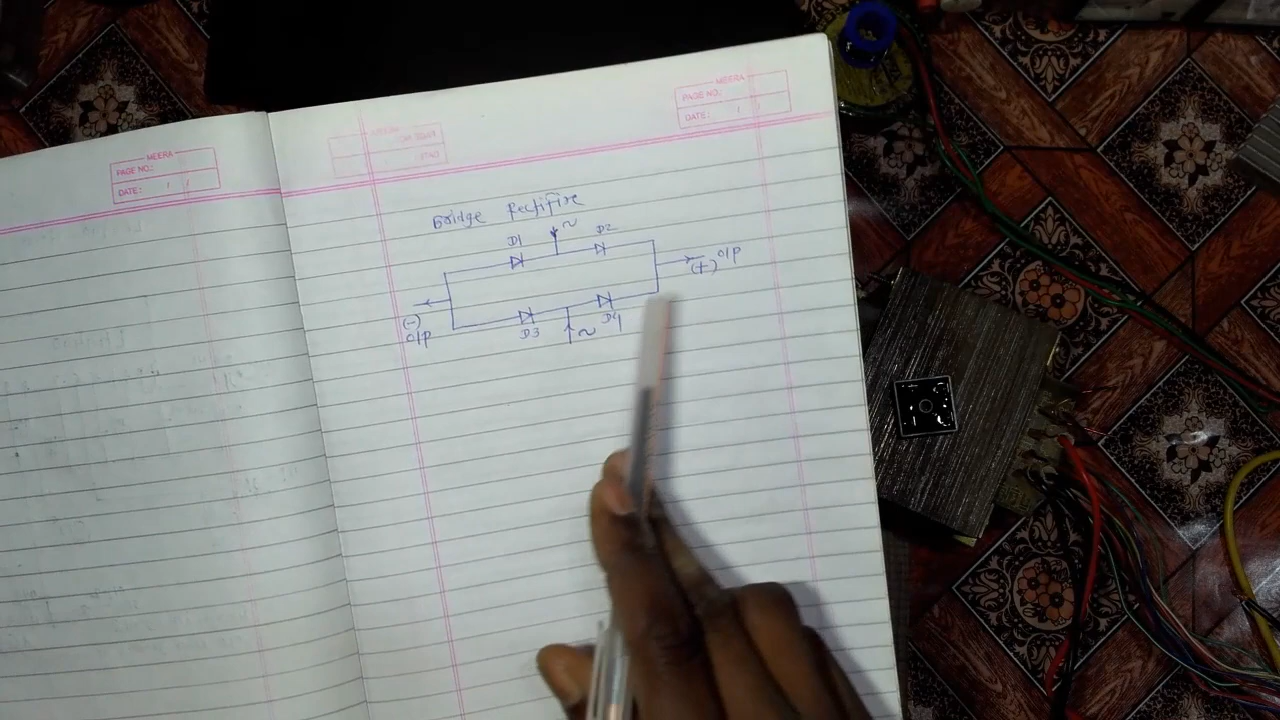 MEERA
PAGE NO.:
DATE: / /
MEERA
PAGE NO.:
DATE: / /
Bridge Rectifire
D1 ~ D2
(+) O/P
(-)
O/P
D3 ~ D4